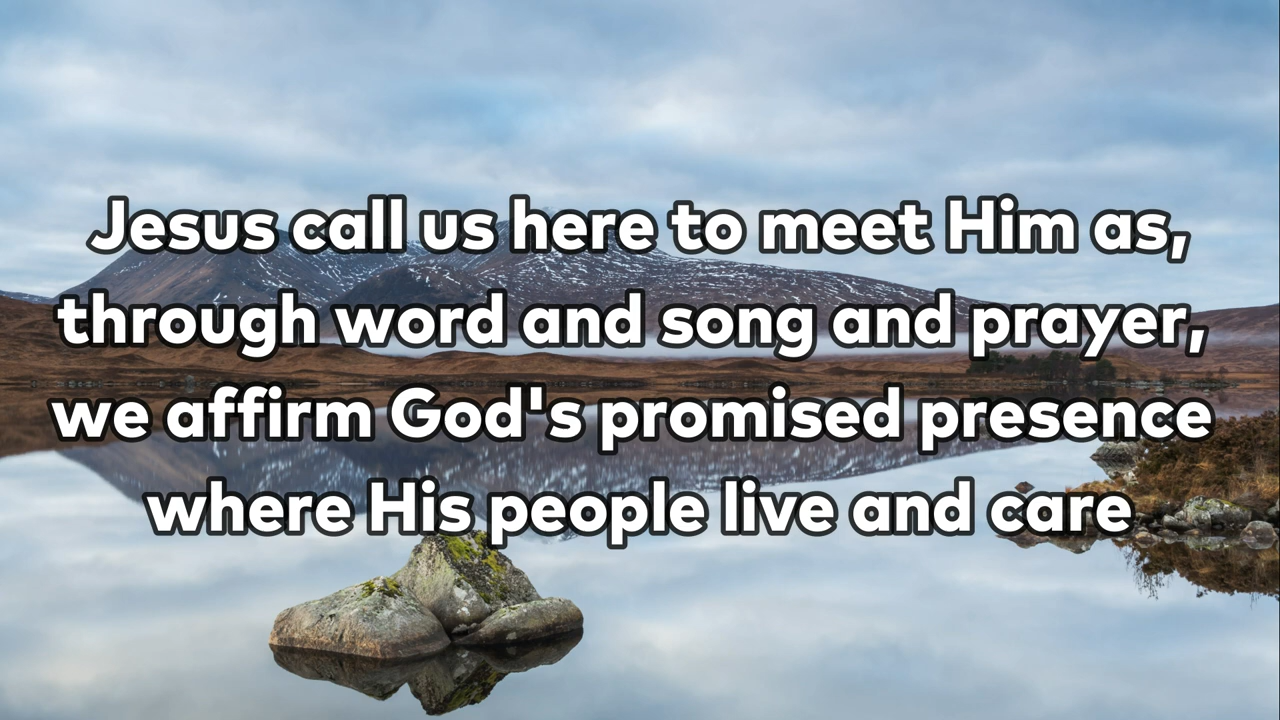 Jesus call us here to meet Him as,
through word and song and prayer,
we affirm God's promised presence
where His people live and care